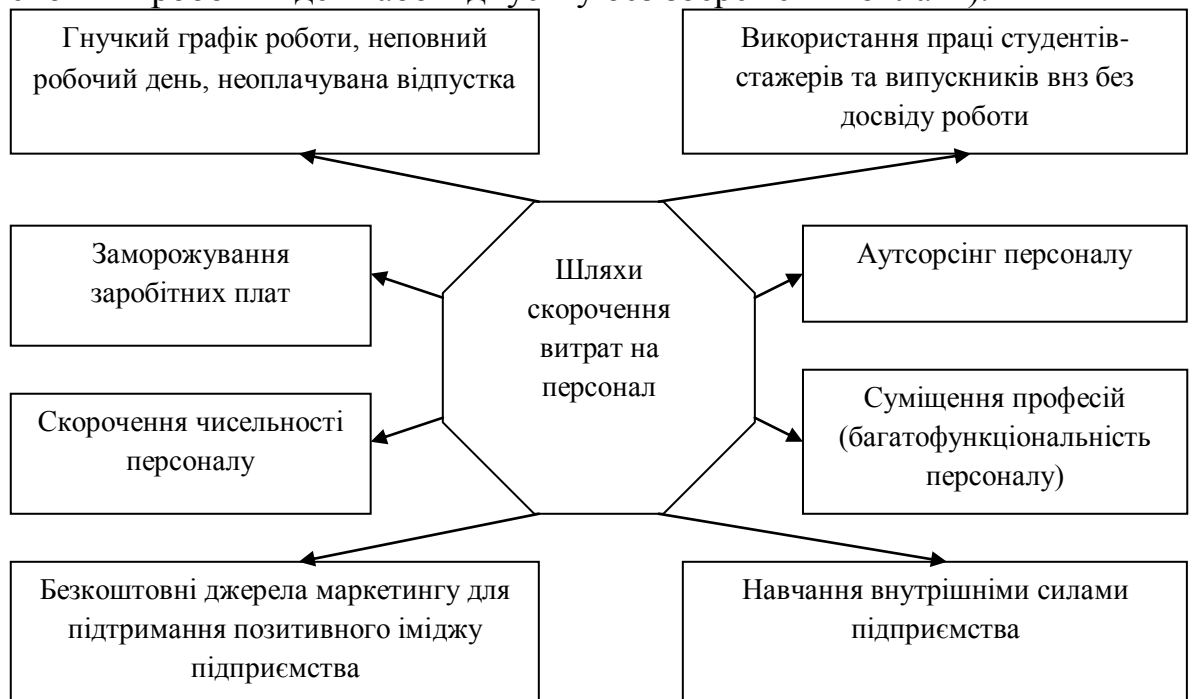 Гнучкий графік роботи, неповний
робочий день, неоплачувана відпустка
Використання праці студентів-
стажерів та випускників внз без
досвіду роботи
Заморожування
заробітних плат
Шляхи
скорочення
витрат на
персонал
Аутсорсінг персоналу
Скорочення чисельності
персоналу
Суміщення професій
(багатофункціональність
персоналу)
Безкоштовні джерела маркетингу для
підтримання позитивного іміджу
підприємства
Навчання внутрішніми силами
підприємства